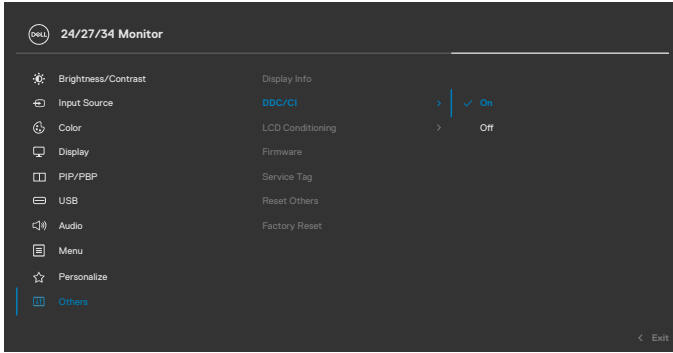 DELL 24/27/34 Monitor
Brightness/Contrast Display Info
Input Source DDC/CI > ✓ On
Color LCD Conditioning > Off
Display Firmware
PIP/PBP Service Tag
USB Reset Others
Audio Factory Reset
Menu
Personalize
Others
< Exit